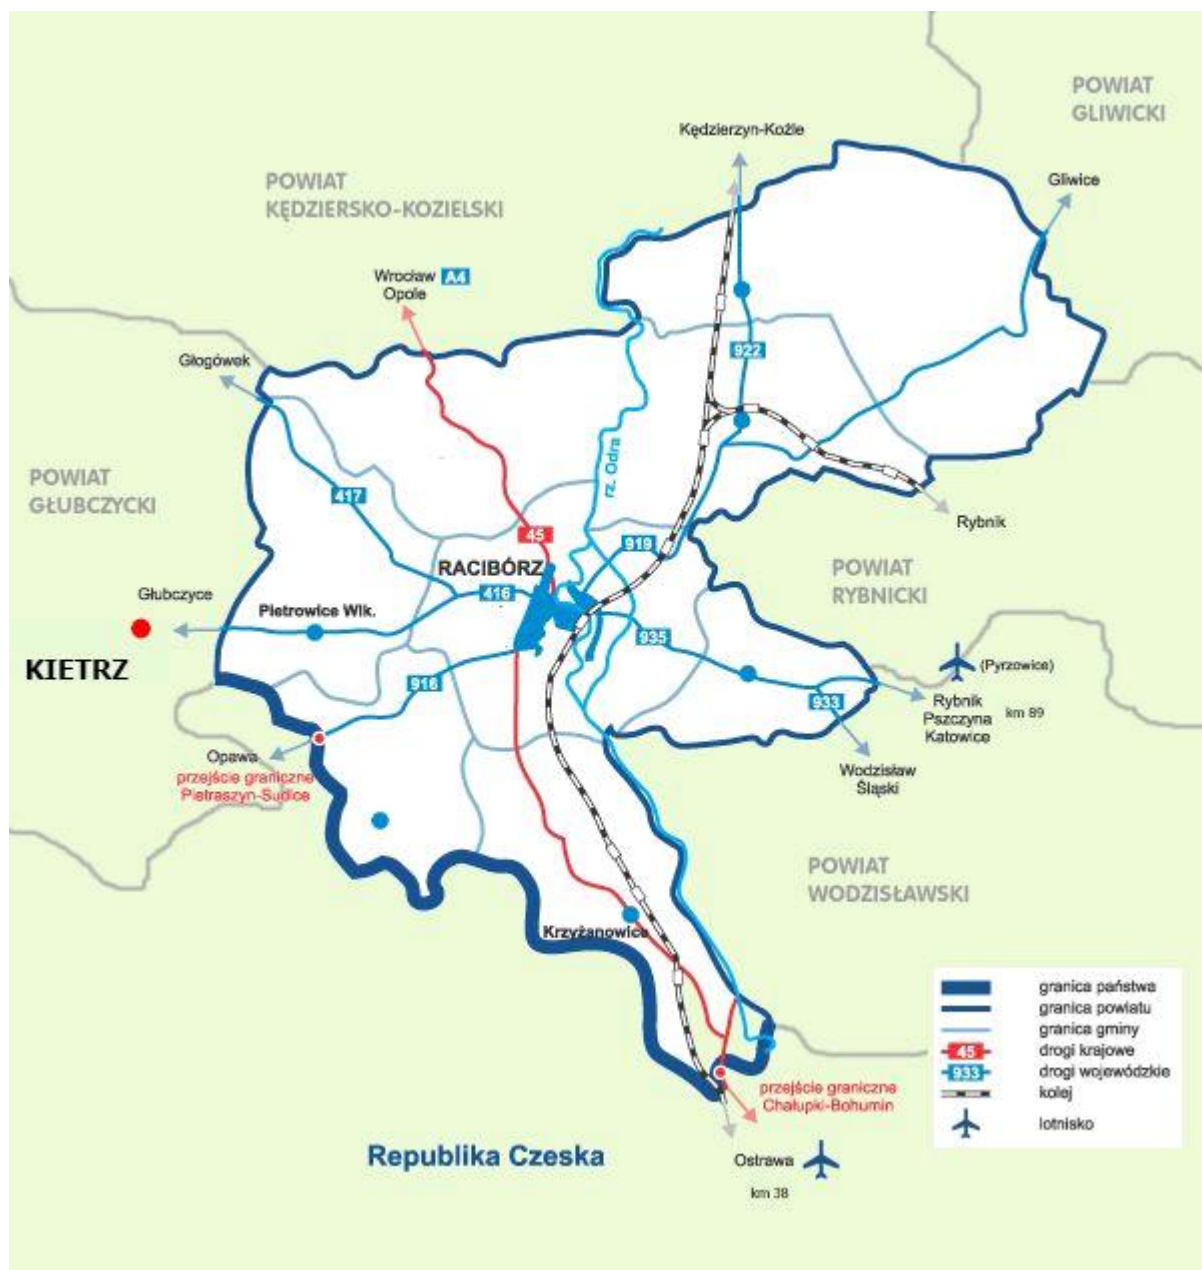 POWIAT
GLIWICKI
Kędzierzyn-Koźle
Gliwice
POWIAT
KĘDZIERSKO-KOZIELSKI
Wrocław A4
Opole
Głogówek
922
POWIAT
GŁUBCZYCKI
rz. Odra
417
Rybnik
45
919
RACIBÓRZ
POWIAT
RYBNICKI
Głubczyce
416
Pietrowice Wlk.
935
KIETRZ
(Pyrzowice)
916
933
Rybnik
Pszczyna
Katowice
km 89
Opawa
przejście graniczne
Pietraszyn-Sudice
Wodzisław
Śląski
POWIAT
WODZISŁAWSKI
Krzyżanowice
granica państwa
granica powiatu
granica gminy
45 drogi krajowe
933 drogi wojewódzkie
kolej
lotnisko
przejście graniczne
Chałupki-Bohumin
Republika Czeska
Ostrawa
km 38